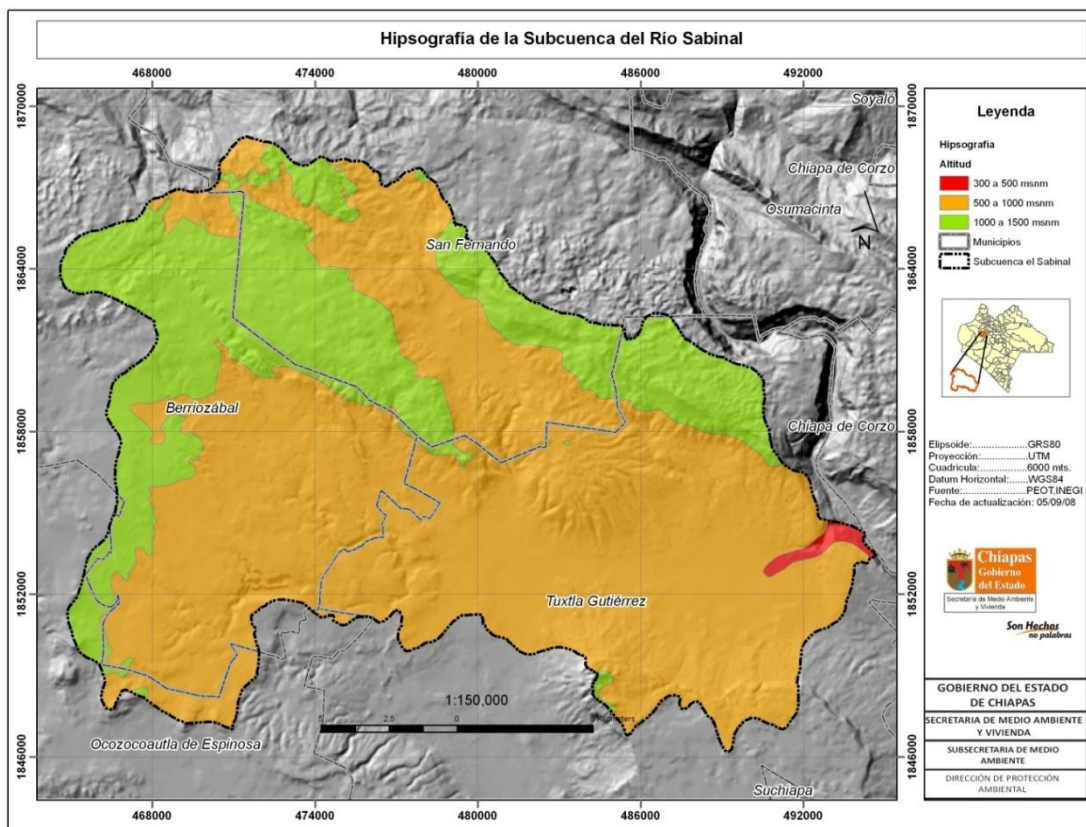 Hipsografía de la Subcuenca del Río Sabinal
468000 474000 480000 486000 492000
1870000 1870000
1864000 1864000
1858000 1858000
1852000 1852000
1846000 1846000
Soyaló
Chiapa de Corzo
Osumacinta
San Fernando
N
Berriozábal
Chiapa de Corzo
Tuxtla Gutiérrez
1:150,000
2.5 0
Ocozocoautla de Espinosa
Suchiapa
468000 474000 480000 486000 492000
Leyenda
Hipsografía
Altitud
300 a 500 msnm
500 a 1000 msnm
1000 a 1500 msnm
Municipios
Subcuenca el Sabinal
Elipsoide:....................GRS80
Proyección:................UTM
Cuadrícula:.................6000 mts.
Datum Horizontal:......WGS84
Fuente:.......................PEOT,INEGI
Fecha de actualización: 05/09/08
Chiapas
Gobierno
del Estado
Secretaria de Medio Ambiente
y Vivienda
Son Hechos
no palabras
GOBIERNO DEL ESTADO
DE CHIAPAS
SECRETARIA DE MEDIO AMBIENTE
Y VIVIENDA
SUBSECRETARIA DE MEDIO
AMBIENTE
DIRECCIÓN DE PROTECCIÓN
AMBIENTAL